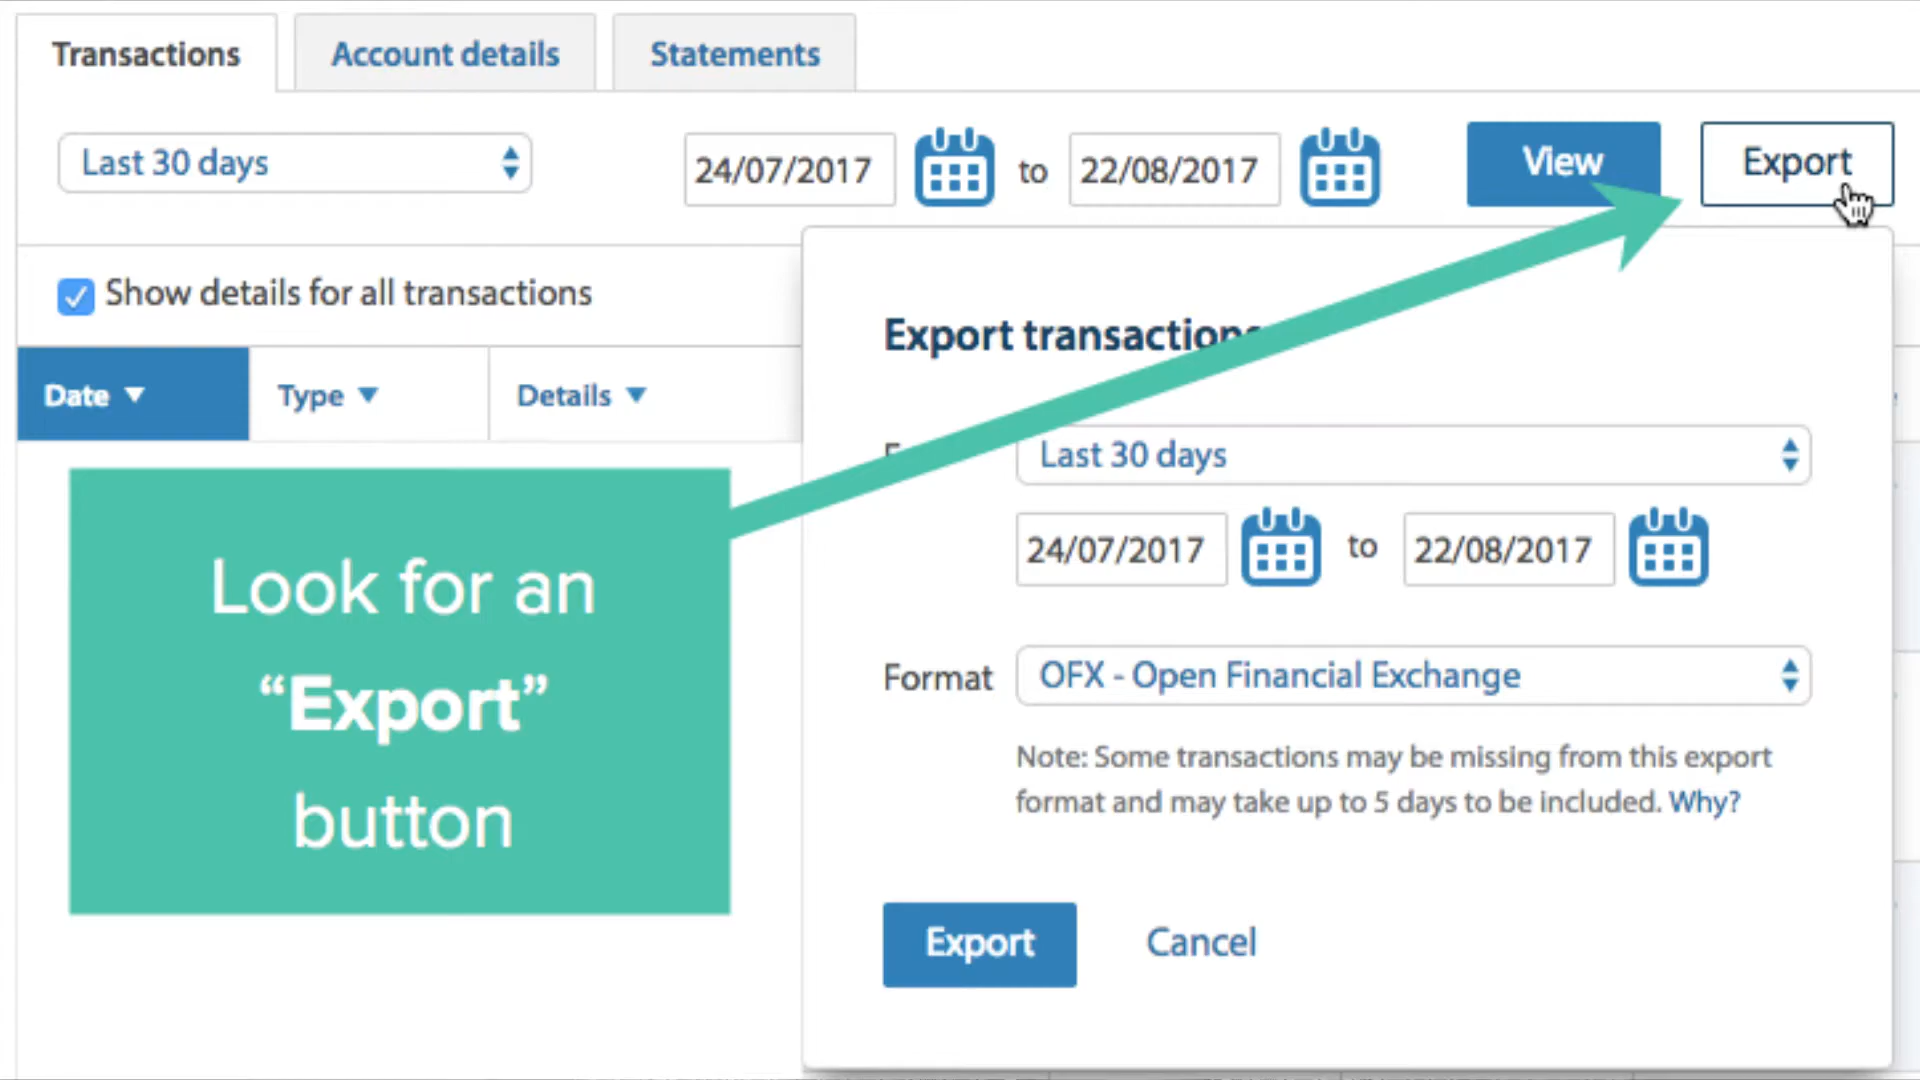 Transactions
Account details
Statements
Last 30 days
24/07/2017
to
22/08/2017
View
Export
Show details for all transactions
Date
Type
Details
Export transactions
Last 30 days
24/07/2017
to
22/08/2017
Format
OFX - Open Financial Exchange
Note: Some transactions may be missing from this export
format and may take up to 5 days to be included. Why?
Export
Cancel
Look for an
“Export”
button